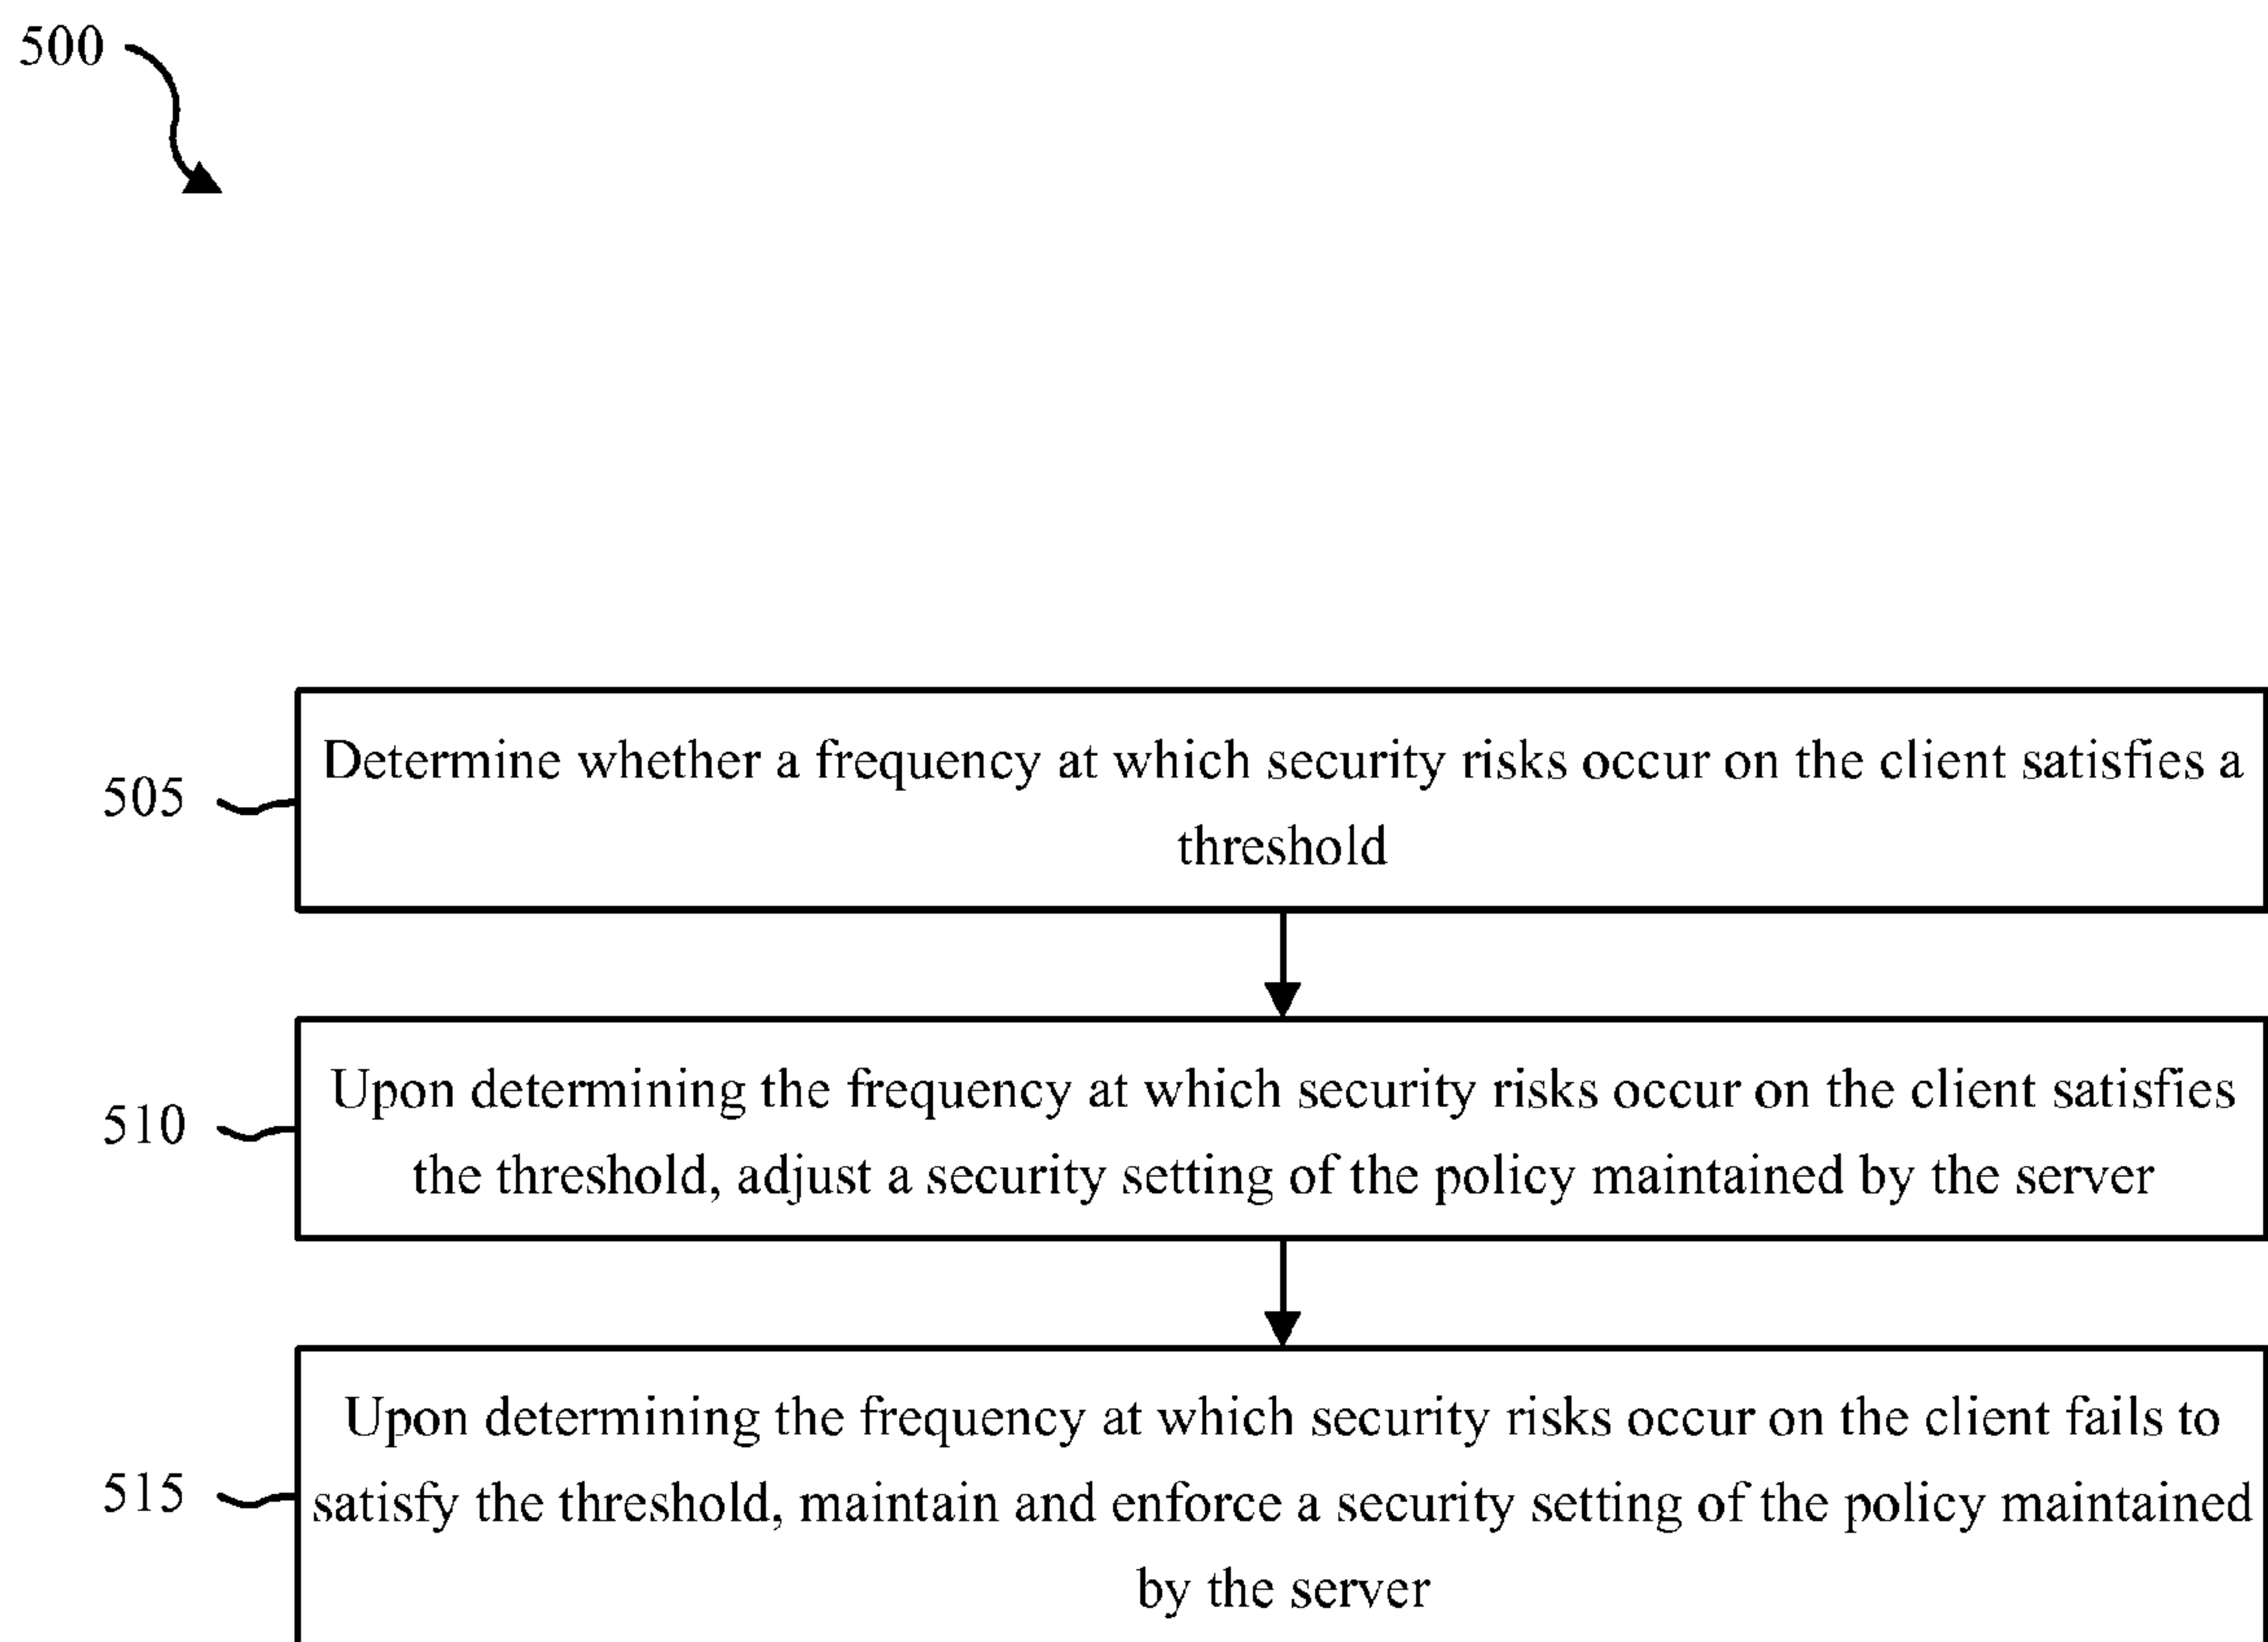 500
505
Determine whether a frequency at which security risks occur on the client satisfies a
threshold
510
Upon determining the frequency at which security risks occur on the client satisfies
the threshold, adjust a security setting of the policy maintained by the server
515
Upon determining the frequency at which security risks occur on the client fails to
satisfy the threshold, maintain and enforce a security setting of the policy maintained
by the server